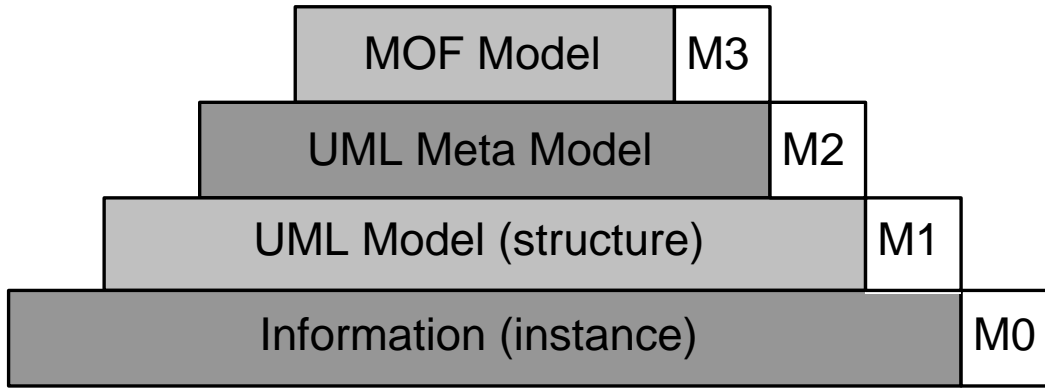 MOF Model M3
UML Meta Model M2
UML Model (structure) M1
Information (instance) M0